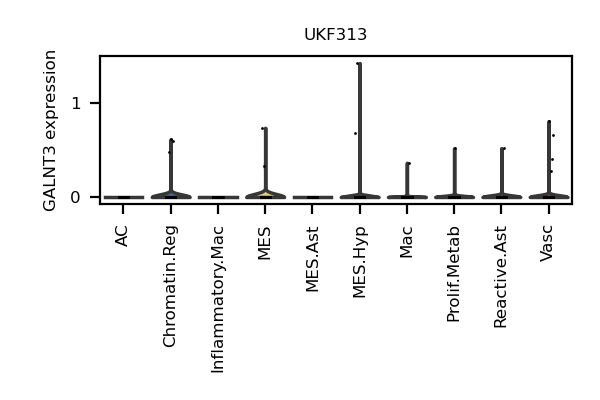 UKF313
GALNT3 expression
1
0
AC
Chromatin.Reg
Inflammatory.Mac
MES
MES.Ast
MES.Hyp
Mac
Prolif.Metab
Reactive.Ast
Vasc